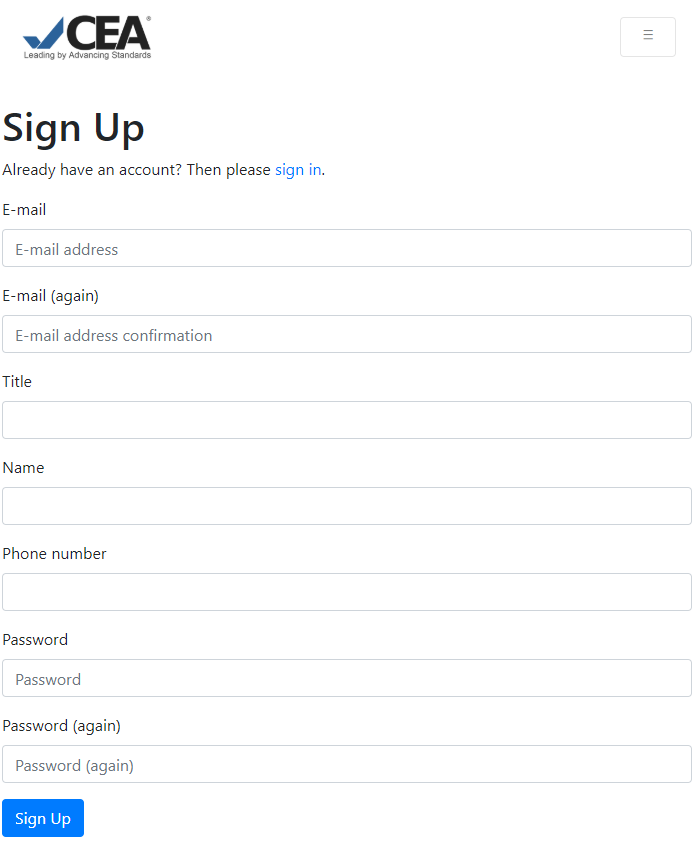 CEA®
Leading by Advancing Standards
☰
Sign Up
Already have an account? Then please sign in.
E-mail
E-mail address
E-mail (again)
E-mail address confirmation
Title
Name
Phone number
Password
Password
Password (again)
Password (again)
Sign Up